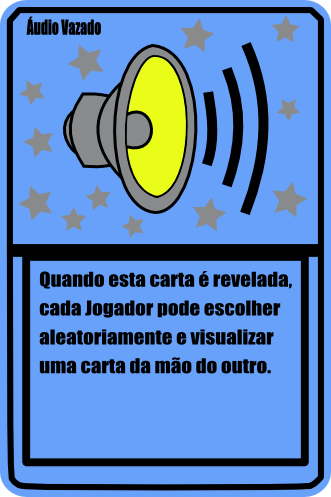 Áudio Vazado
Quando esta carta é revelada,
cada Jogador pode escolher
aleatoriamente e visualizar
uma carta da mão do outro.